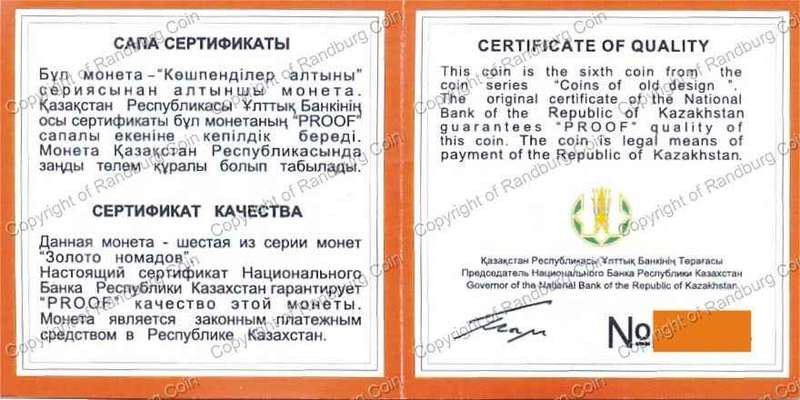 САПА СЕРТИФИКАТЫ
Бұл монета – “Көшпенділер алтыны”
сериясынан алтыншы монета.
Қазақстан Республикасы Ұлттық Банкінің
осы сертификаты бұл монетаның “PROOF”
сапалы екеніне кепілдік береді.
Монета Қазақстан Республикасында
заңды төлем құралы болып табылады.
СЕРТИФИКАТ КАЧЕСТВА
Данная монета - шестая из серии монет
“Золото номадов”.
Настоящий сертификат Национального
Банка Республики Казахстан гарантирует
“PROOF” качество этой монеты.
Монета является законным платежным
средством в Республике Казахстан.
CERTIFICATE OF QUALITY
This coin is the sixth coin from the
coin series “Coins of old design ”.
The original certificate of the National
Bank of the Republic of Kazakhstan
guarantees “PROOF” quality of
this coin. The coin is legal means of
payment of the Republic of Kazakhstan.
Қазақстан Республикасы Ұлттық Банкінің Төрағасы
Председатель Национального Банка Республики Казахстан
Governor of the National Bank of the Republic of Kazakhstan
№
Copyright of Randburg Coin